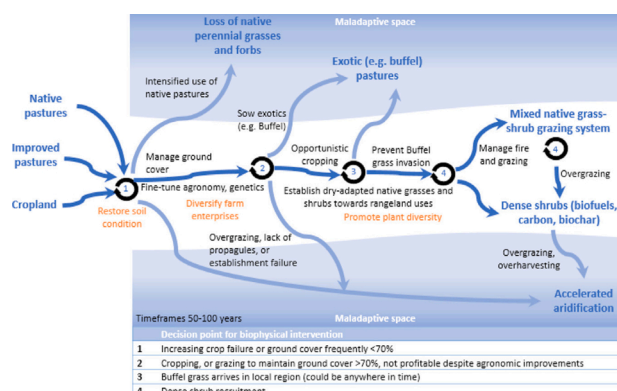 Maladaptive space
Loss of native
perennial grasses
and forbs
Exotic (e.g. buffel)
pastures
Intensified use of
native pastures
Native
pastures
Sow exotics
(e.g. Buffel)
Mixed native grass-
shrub grazing system
Improved
pastures
Manage ground
cover
Opportunistic
cropping
Prevent Buffel
grass invasion
Manage fire
and grazing
4
Overgrazing
1
2
3
4
Fine-tune agronomy, genetics
Establish dry-adapted native grasses and
shrubs towards rangeland uses
Cropland
Restore soil
condition
Diversify farm
enterprises
Promote plant diversity
Dense shrubs (biofuels,
carbon, biochar)
Overgrazing, lack of
propagules, or
establishment failure
Overgrazing,
overharvesting
Accelerated
aridification
Timeframes 50-100 years
Maladaptive space
Decision point for biophysical intervention
1 Increasing crop failure or ground cover frequently <70%
2 Cropping, or grazing to maintain ground cover >70%, not profitable despite agronomic improvements
3 Buffel grass arrives in local region (could be anywhere in time)
4 Dense shrub recruitment